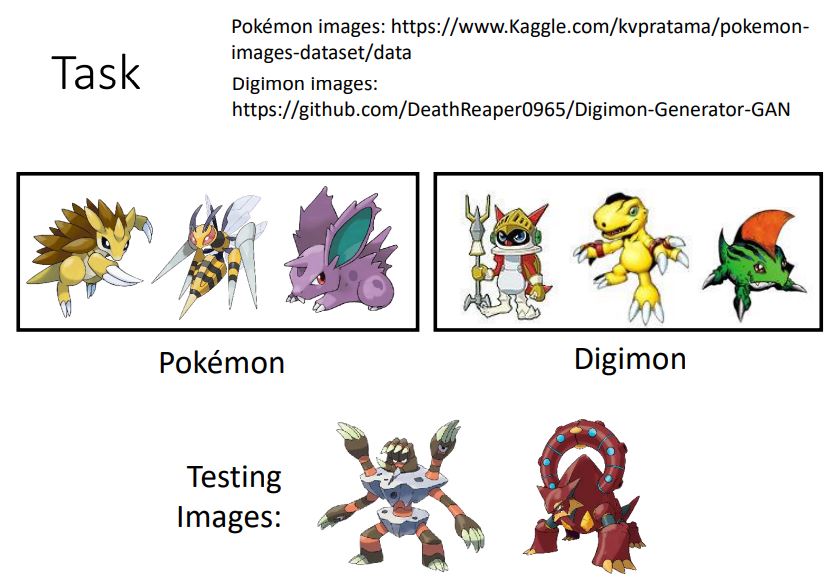 Task
Pokémon images: https://www.Kaggle.com/kvpratama/pokemon-
images-dataset/data
Digimon images:
https://github.com/DeathReaper0965/Digimon-Generator-GAN
Pokémon
Digimon
Testing
Images: